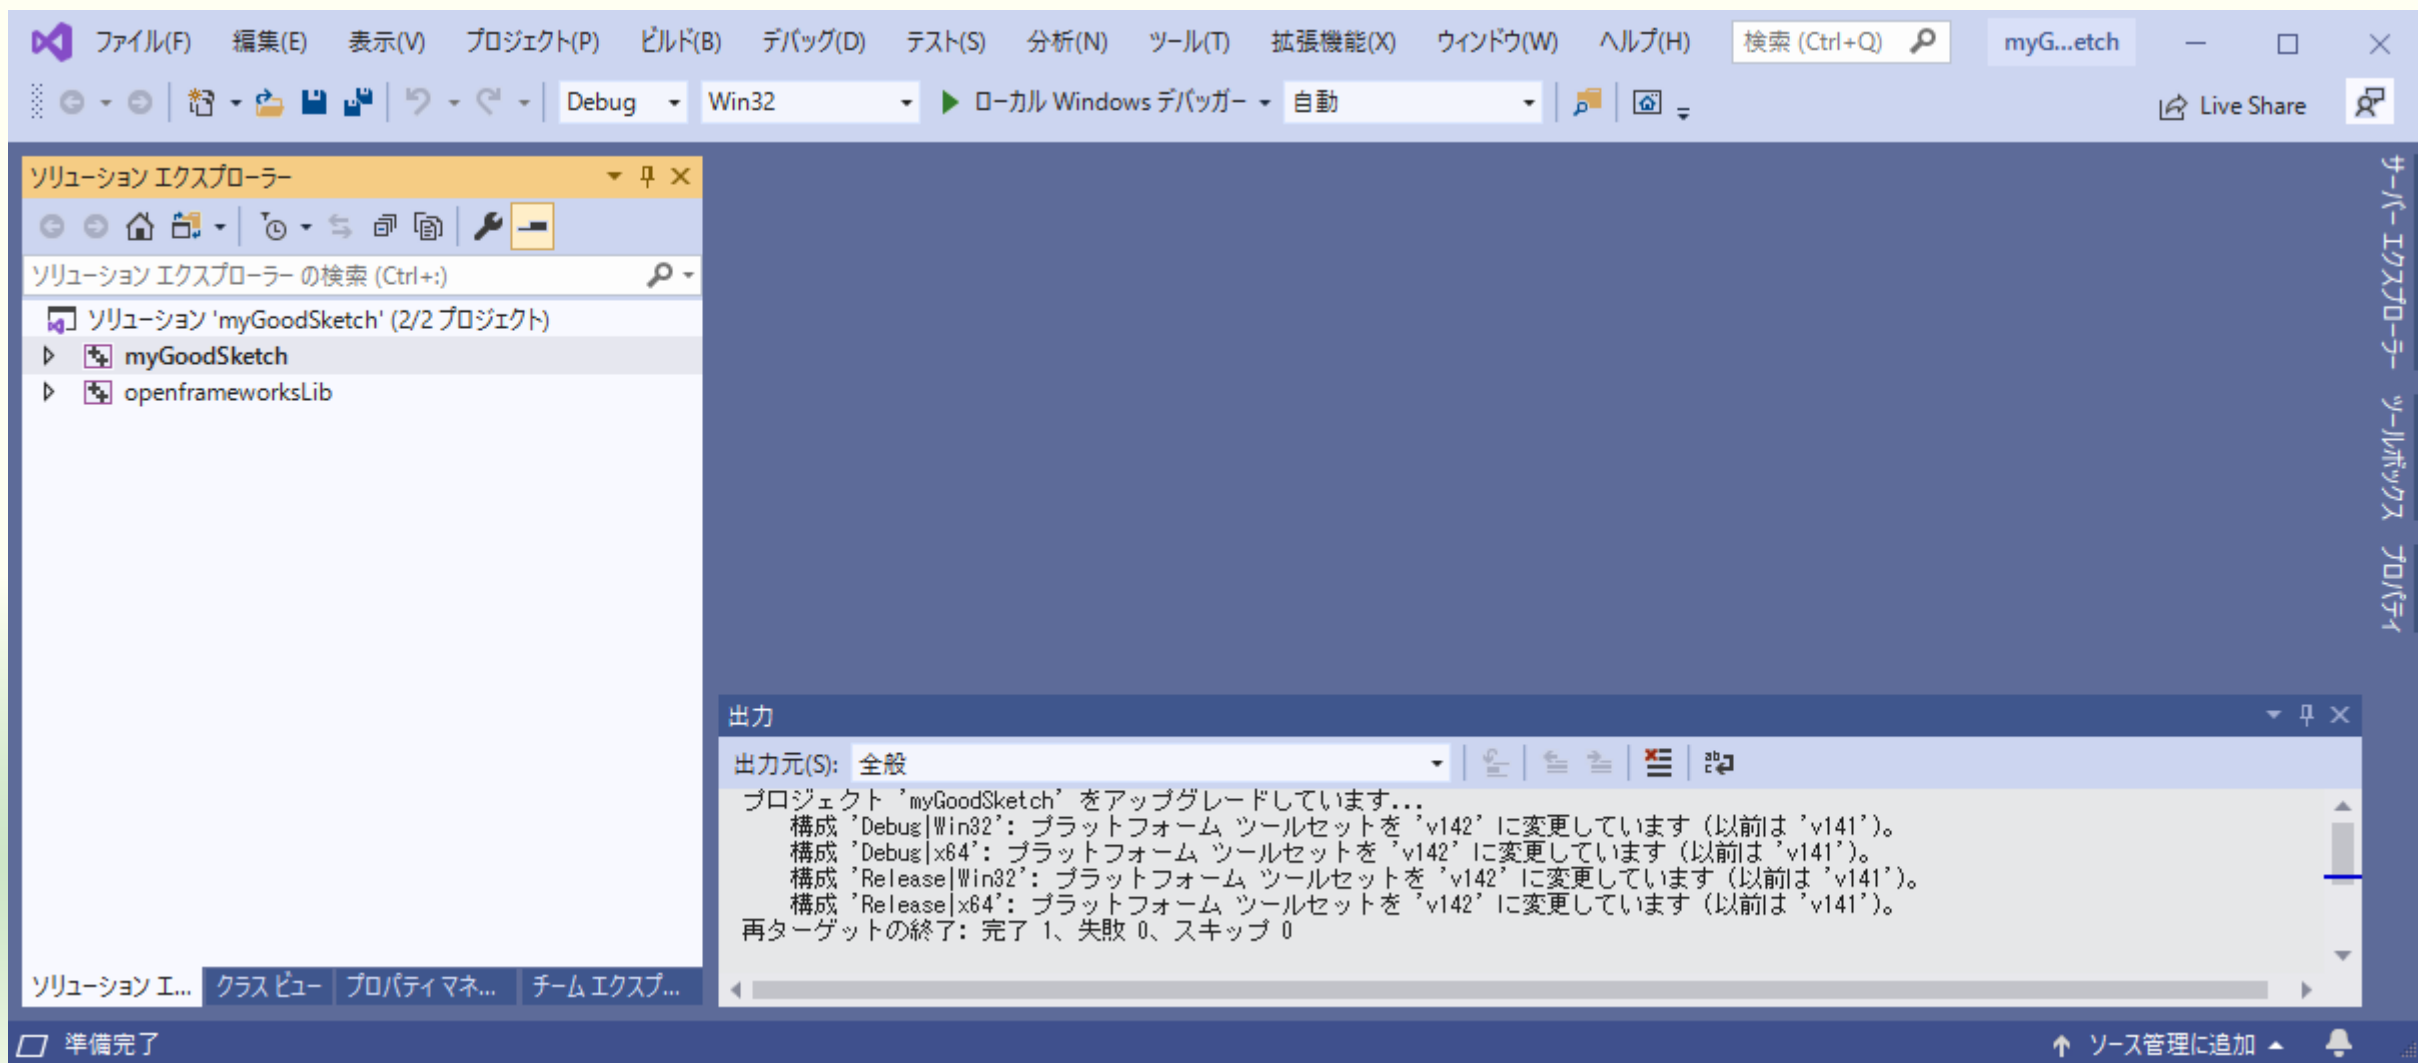 ファイル(F) 編集(E) 表示(V) プロジェクト(P) ビルド(B) デバッグ(D) テスト(S) 分析(N) ツール(T) 拡張機能(X) ウィンドウ(W) ヘルプ(H) 検索 (Ctrl+Q) myG...etch
Debug Win32 ローカル Windows デバッガー 自動 Live Share
ソリューション エクスプローラー
ソリューション エクスプローラー の検索 (Ctrl+:)
ソリューション 'myGoodSketch' (2/2 プロジェクト)
myGoodSketch
openframeworksLib
ソリューション エ... クラス ビュー プロパティ マネ... チーム エクスプ...
出力
出力元(S): 全般
プロジェクト 'myGoodSketch' をアップグレードしています...
構成 'Debug|Win32': プラットフォーム ツールセットを 'v142' に変更しています (以前は 'v141')。
構成 'Debug|x64': プラットフォーム ツールセットを 'v142' に変更しています (以前は 'v141')。
構成 'Release|Win32': プラットフォーム ツールセットを 'v142' に変更しています (以前は 'v141')。
構成 'Release|x64': プラットフォーム ツールセットを 'v142' に変更しています (以前は 'v141')。
再ターゲットの終了: 完了 1、失敗 0、スキップ 0
サーバー エクスプローラー
ツールボックス
プロパティ
準備完了 ソース管理に追加